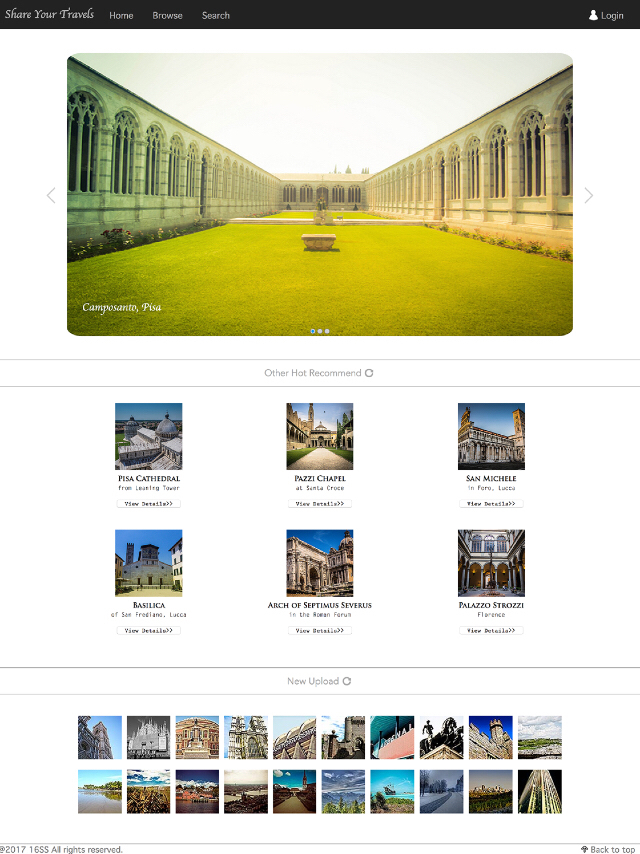 Share Your Travels Home Browse Search Login
Camposanto, Pisa
Other Hot Recommend
PISA CATHEDRAL
from Leaning Tower
View Details>>
PAZZI CHAPEL
at Santa Croce
View Details>>
SAN MICHELE
in Foro, Lucca
View Details>>
BASILICA
of San Frediano, Lucca
View Details>>
ARCH OF SEPTIMUS SEVERUS
in the Roman Forum
View Details>>
PALAZZO STROZZI
Florence
View Details>>
New Upload
@2017 16SS All rights reserved.
Back to top